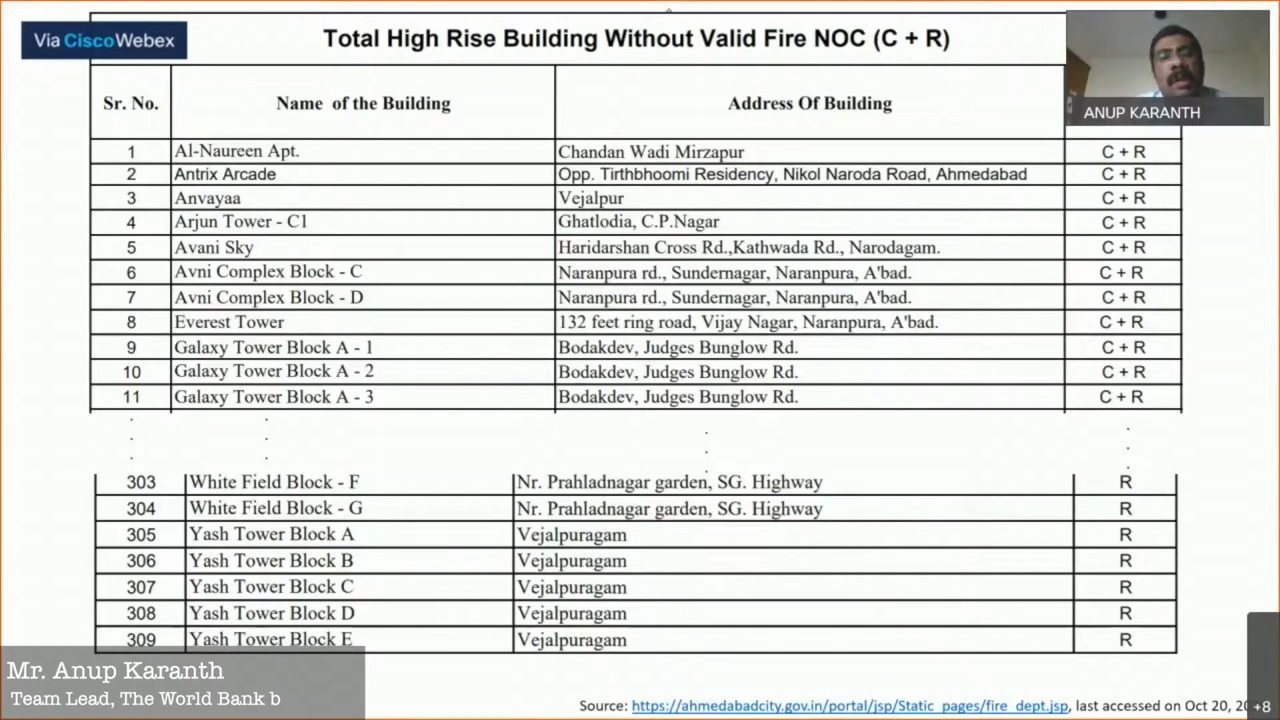 Via Cisco Webex
Total High Rise Building Without Valid Fire NOC (C + R)
ANUP KARANTH
Sr. No. Name of the Building Address Of Building
1 Al-Naureen Apt. Chandan Wadi Mirzapur C + R
2 Antrix Arcade Opp. Tirthbhoomi Residency, Nikol Naroda Road, Ahmedabad C + R
3 Anvayaa Vejalpur C + R
4 Arjun Tower - C1 Ghatlodia, C.P.Nagar C + R
5 Avani Sky Haridarshan Cross Rd.,Kathwada Rd., Narodagam. C + R
6 Avni Complex Block - C Naranpura rd., Sundernagar, Naranpura, A'bad. C + R
7 Avni Complex Block - D Naranpura rd., Sundernagar, Naranpura, A'bad. C + R
8 Everest Tower 132 feet ring road, Vijay Nagar, Naranpura, A'bad. C + R
9 Galaxy Tower Block A - 1 Bodakdev, Judges Bunglow Rd. C + R
10 Galaxy Tower Block A - 2 Bodakdev, Judges Bunglow Rd. C + R
11 Galaxy Tower Block A - 3 Bodakdev, Judges Bunglow Rd. C + R
303 White Field Block - F Nr. Prahladnagar garden, SG. Highway R
304 White Field Block - G Nr. Prahladnagar garden, SG. Highway R
305 Yash Tower Block A Vejalpuragam R
306 Yash Tower Block B Vejalpuragam R
307 Yash Tower Block C Vejalpuragam R
308 Yash Tower Block D Vejalpuragam R
309 Yash Tower Block E Vejalpuragam R
Mr. Anup Karanth
Team Lead, The World Bank b
Source: https://ahmedabadcity.gov.in/portal/jsp/Static_pages/fire_dept.jsp, last accessed on Oct 20, 20
+8